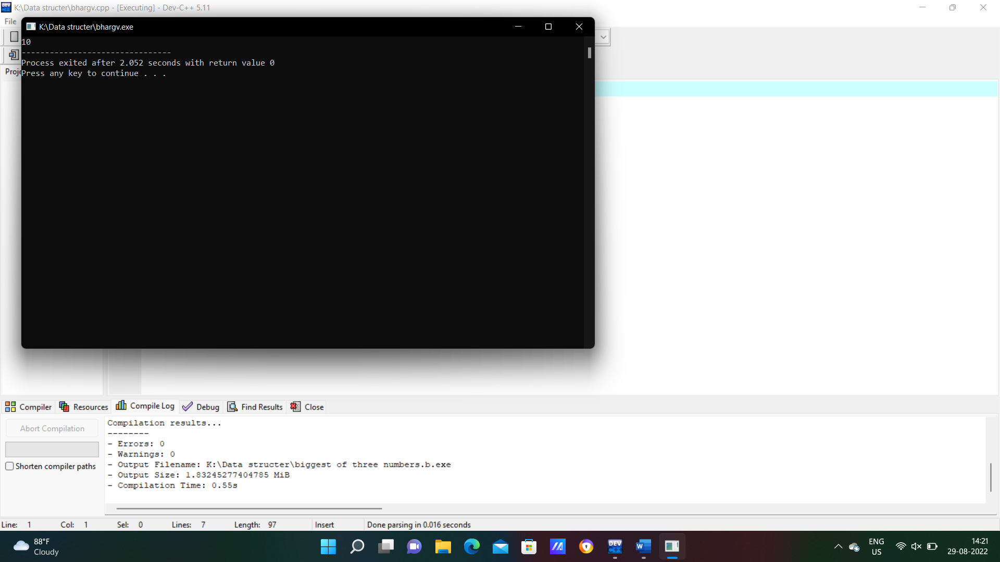 K:\Data structer\bhargv.cpp - [Executing] - Dev-C++ 5.11
File
K:\Data structer\bhargv.exe
10
--------------------------------
Process exited after 2.052 seconds with return value 0
Press any key to continue . . .
Proje
Compiler Resources Compile Log Debug Find Results Close
Abort Compilation
Shorten compiler paths
Compilation results...
--------
- Errors: 0
- Warnings: 0
- Output Filename: K:\Data structer\biggest of three numbers.b.exe
- Output Size: 1.83245277404785 MiB
- Compilation Time: 0.55s
Line: 1 Col: 1 Sel: 0 Lines: 7 Length: 97 Insert Done parsing in 0.016 seconds
88°F
Cloudy
DEV
C++
W
ENG
US
14:21
29-08-2022